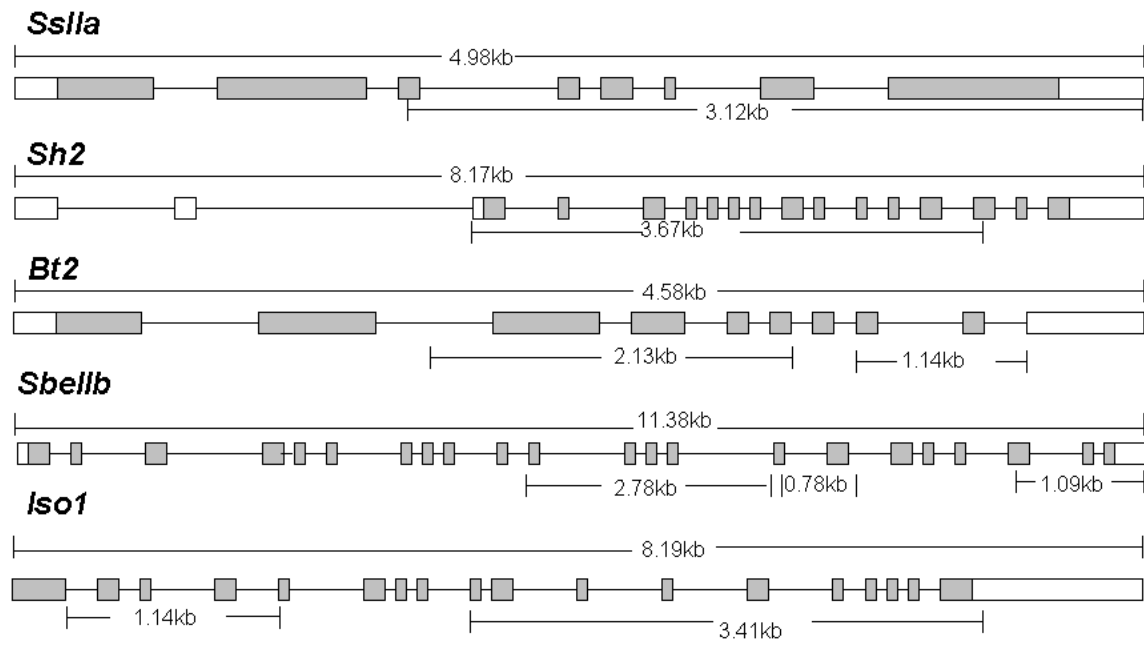 SsIIa
4.98kb
3.12kb
Sh2
8.17kb
3.67kb
Bt2
4.58kb
2.13kb
1.14kb
SbeIIb
11.38kb
2.78kb
0.78kb
1.09kb
Iso1
8.19kb
1.14kb
3.41kb